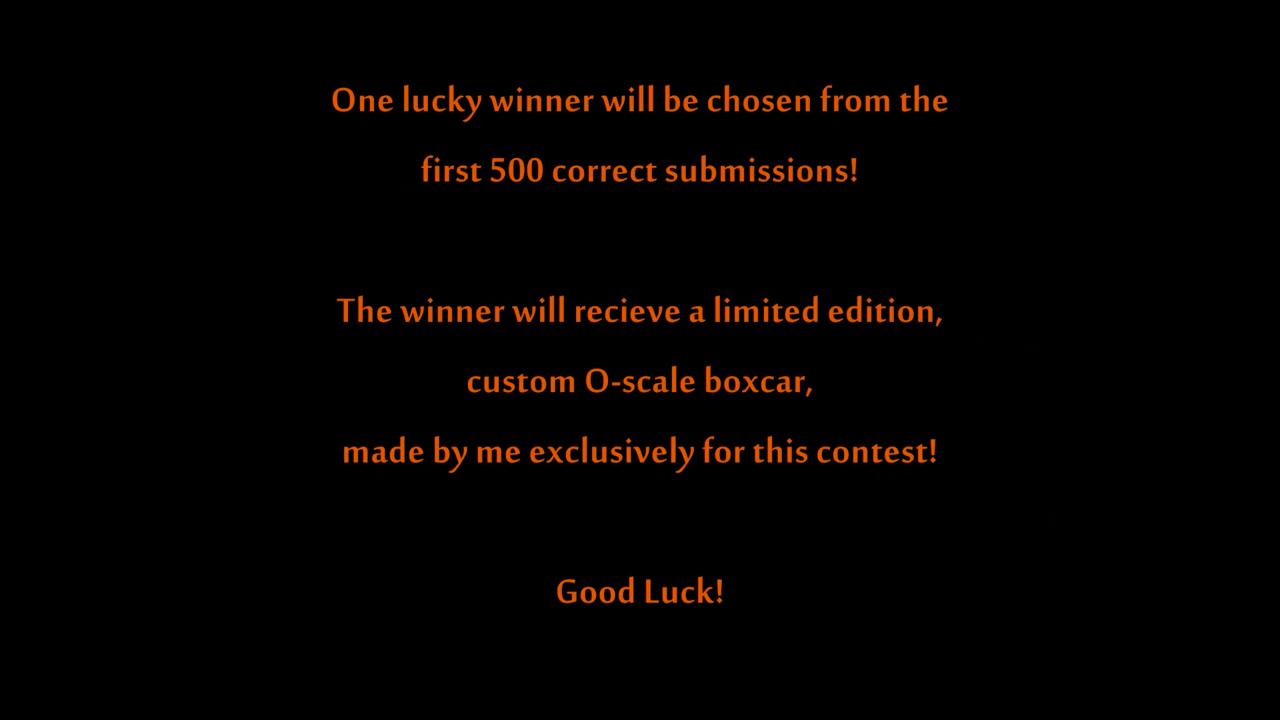 One lucky winner will be chosen from the
first 500 correct submissions!
The winner will recieve a limited edition,
custom O-scale boxcar,
made by me exclusively for this contest!
Good Luck!